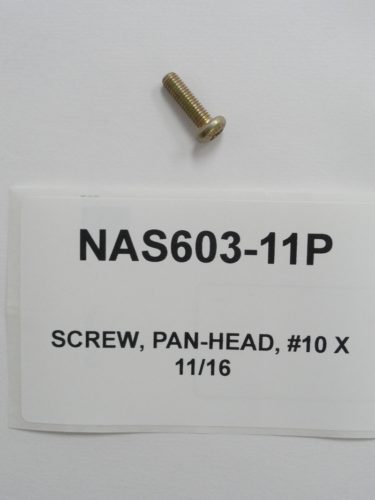 NAS603-11P
SCREW, PAN-HEAD, #10 X
11/16